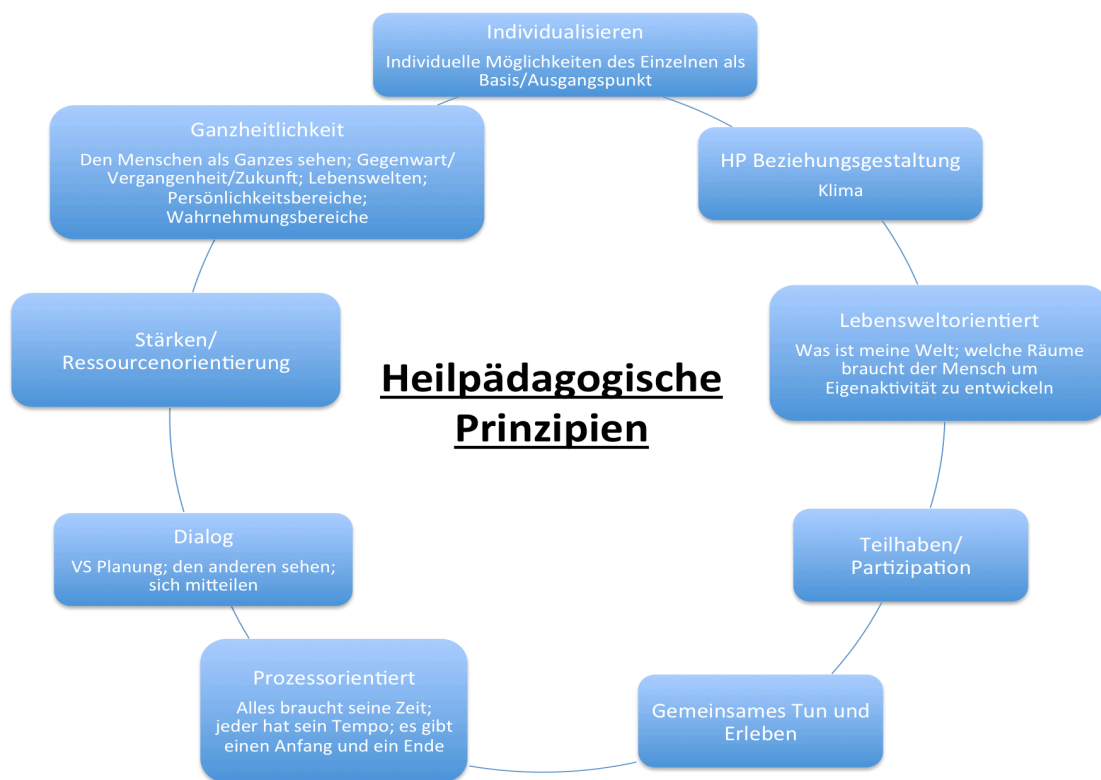 Individualisieren
Individuelle Möglichkeiten des Einzelnen als
Basis/Ausgangspunkt
HP Beziehungsgestaltung
Klima
Lebensweltorientiert
Was ist meine Welt; welche Räume
braucht der Mensch um
Eigenaktivität zu entwickeln
Teilhaben/
Partizipation
Gemeinsames Tun und
Erleben
Prozessorientiert
Alles braucht seine Zeit;
jeder hat sein Tempo; es gibt
einen Anfang und ein Ende
Dialog
VS Planung; den anderen sehen;
sich mitteilen
Stärken/
Ressourcenorientierung
Ganzheitlichkeit
Den Menschen als Ganzes sehen; Gegenwart/
Vergangenheit/Zukunft; Lebenswelten;
Persönlichkeitsbereiche;
Wahrnehmungsbereiche
Heilpädagogische
Prinzipien